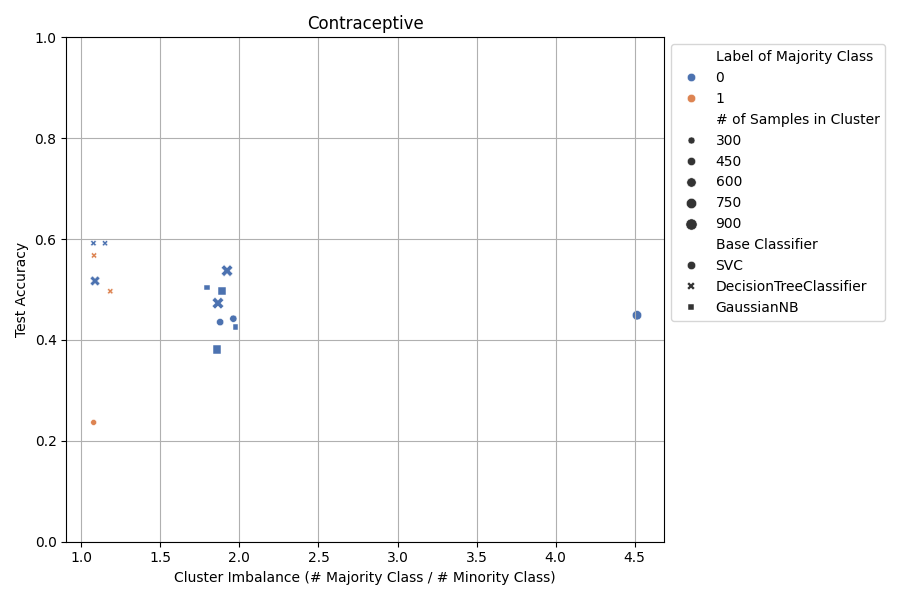 Contraceptive
Test Accuracy
1.0
0.8
0.6
0.4
0.2
0.0
1.0 1.5 2.0 2.5 3.0 3.5 4.0 4.5
Cluster Imbalance (# Majority Class / # Minority Class)
Label of Majority Class
0
1
# of Samples in Cluster
300
450
600
750
900
Base Classifier
SVC
DecisionTreeClassifier
GaussianNB